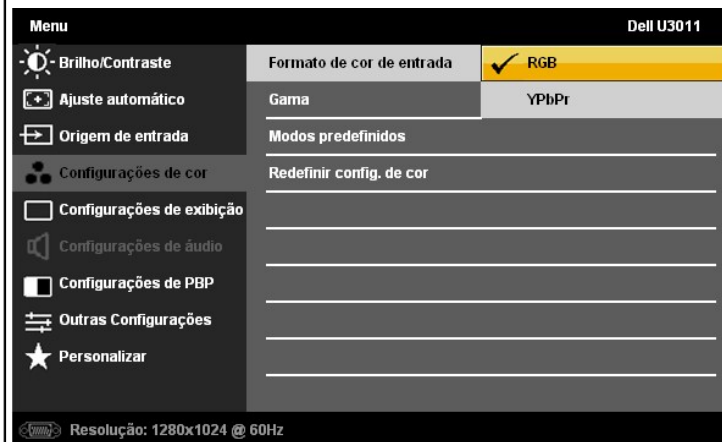 Menu Dell U3011
Brilho/Contraste Formato de cor de entrada RGB
Ajuste automático Gama YPbPr
Origem de entrada Modos predefinidos
Configurações de cor Redefinir config. de cor
Configurações de exibição
Configurações de áudio
Configurações de PBP
Outras Configurações
Personalizar
Resolução: 1280x1024 @ 60Hz